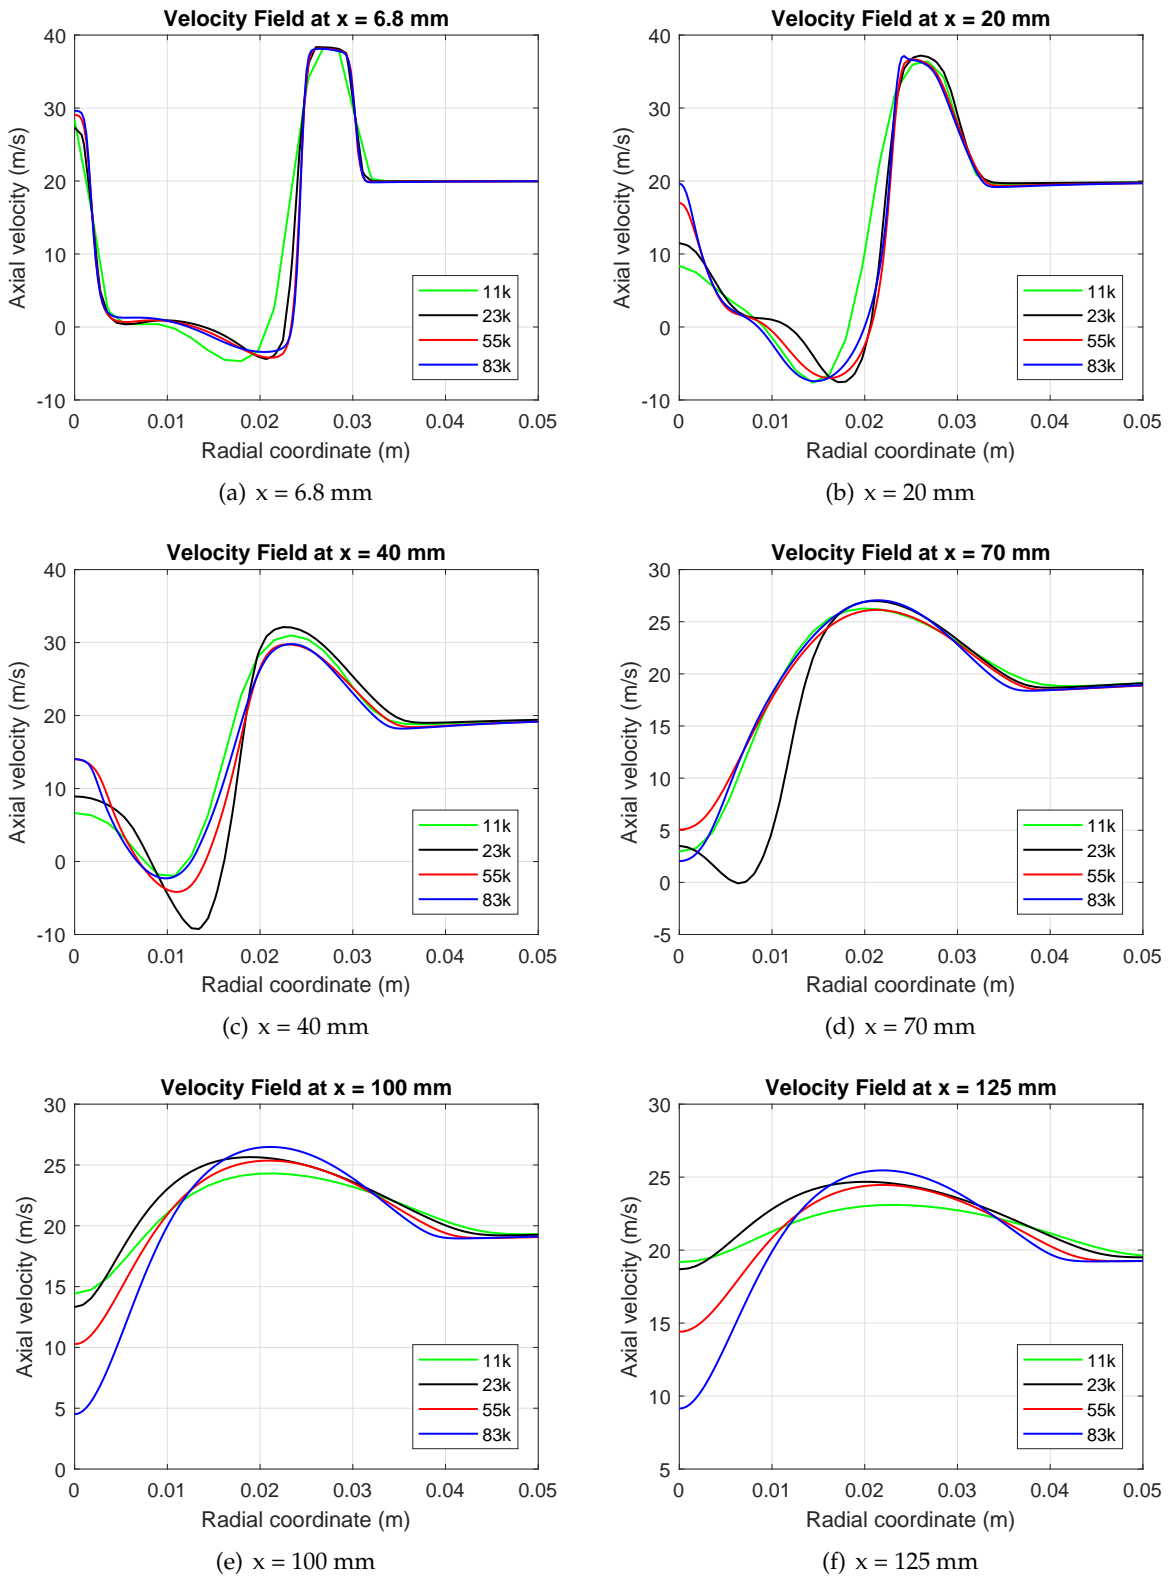 Velocity Field at x = 6.8 mm
Axial velocity (m/s)
40
30
20
10
0
-10
0 0.01 0.02 0.03 0.04 0.05
Radial coordinate (m)
11k
23k
55k
83k
(a) x = 6.8 mm
Velocity Field at x = 20 mm
Axial velocity (m/s)
40
30
20
10
0
-10
0 0.01 0.02 0.03 0.04 0.05
Radial coordinate (m)
11k
23k
55k
83k
(b) x = 20 mm
Velocity Field at x = 40 mm
Axial velocity (m/s)
40
30
20
10
0
-10
0 0.01 0.02 0.03 0.04 0.05
Radial coordinate (m)
11k
23k
55k
83k
(c) x = 40 mm
Velocity Field at x = 70 mm
Axial velocity (m/s)
30
25
20
15
10
5
0
-5
0 0.01 0.02 0.03 0.04 0.05
Radial coordinate (m)
11k
23k
55k
83k
(d) x = 70 mm
Velocity Field at x = 100 mm
Axial velocity (m/s)
30
25
20
15
10
5
0
0 0.01 0.02 0.03 0.04 0.05
Radial coordinate (m)
11k
23k
55k
83k
(e) x = 100 mm
Velocity Field at x = 125 mm
Axial velocity (m/s)
30
25
20
15
10
5
0 0.01 0.02 0.03 0.04 0.05
Radial coordinate (m)
11k
23k
55k
83k
(f) x = 125 mm